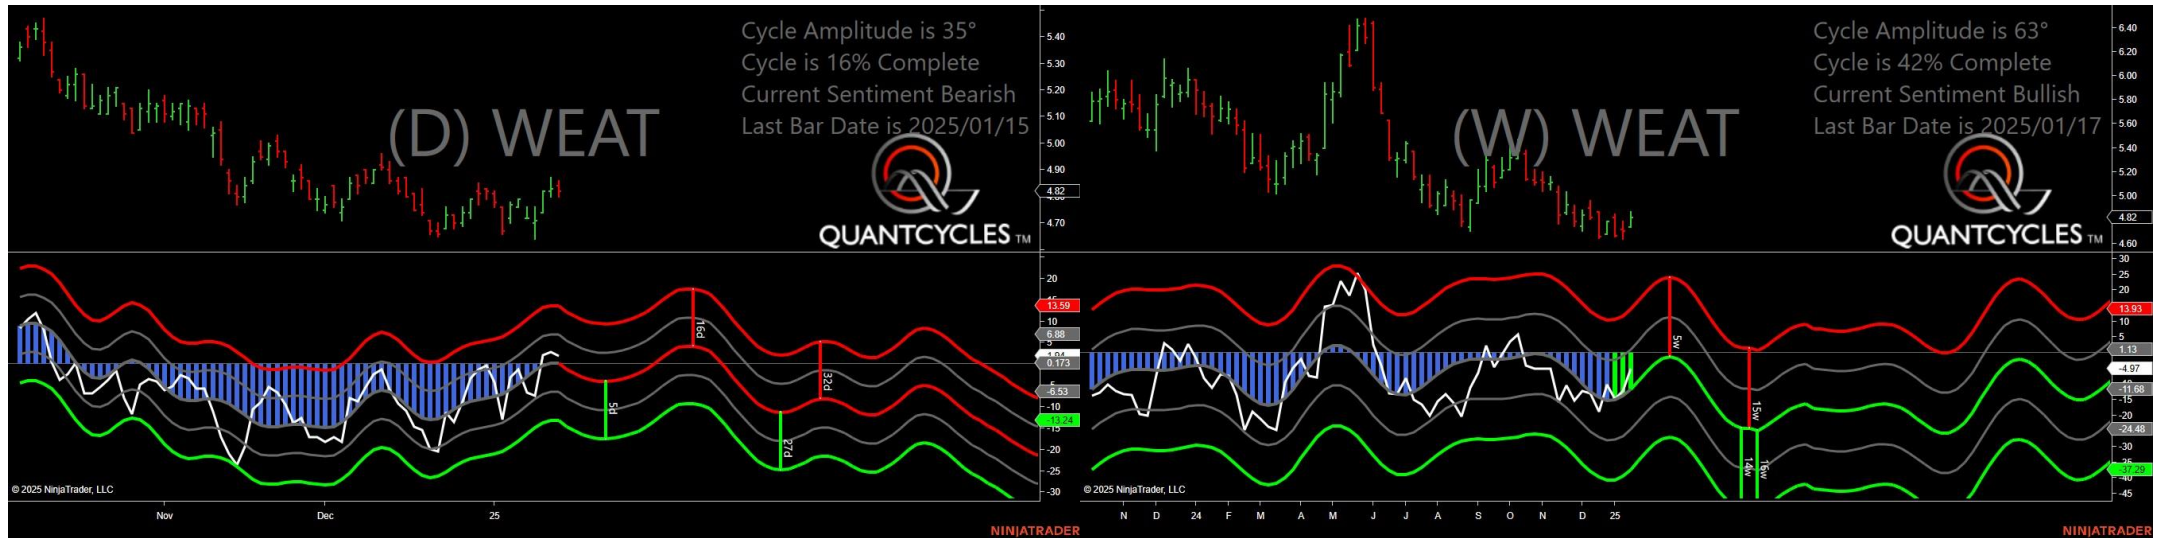 Cycle Amplitude is 35°
Cycle is 16% Complete
Current Sentiment Bearish
Last Bar Date is 2025/01/15
(D) WEAT
QUANTCYCLES TM
5.40
5.30
5.20
5.10
5.00
4.90
4.82
4.70
20
13.59
10
6.88
0.173
-6.53
-10
-13.24
-15
-20
-25
-30
16d
32d
5d
27d
© 2025 NinjaTrader, LLC
Nov
Dec
25
NINJATRADER
Cycle Amplitude is 63°
Cycle is 42% Complete
Current Sentiment Bullish
Last Bar Date is 2025/01/17
(W) WEAT
QUANTCYCLES TM
6.40
6.20
6.00
5.80
5.60
5.40
5.20
5.00
4.82
4.60
30
25
20
13.93
10
5
1.13
-4.97
-11.68
-15
-20
-24.48
-30
-37.29
-40
-45
5w
15w
14w
16w
© 2025 NinjaTrader, LLC
N D 24 F M A M J J A S O N D 25
NINJATRADER